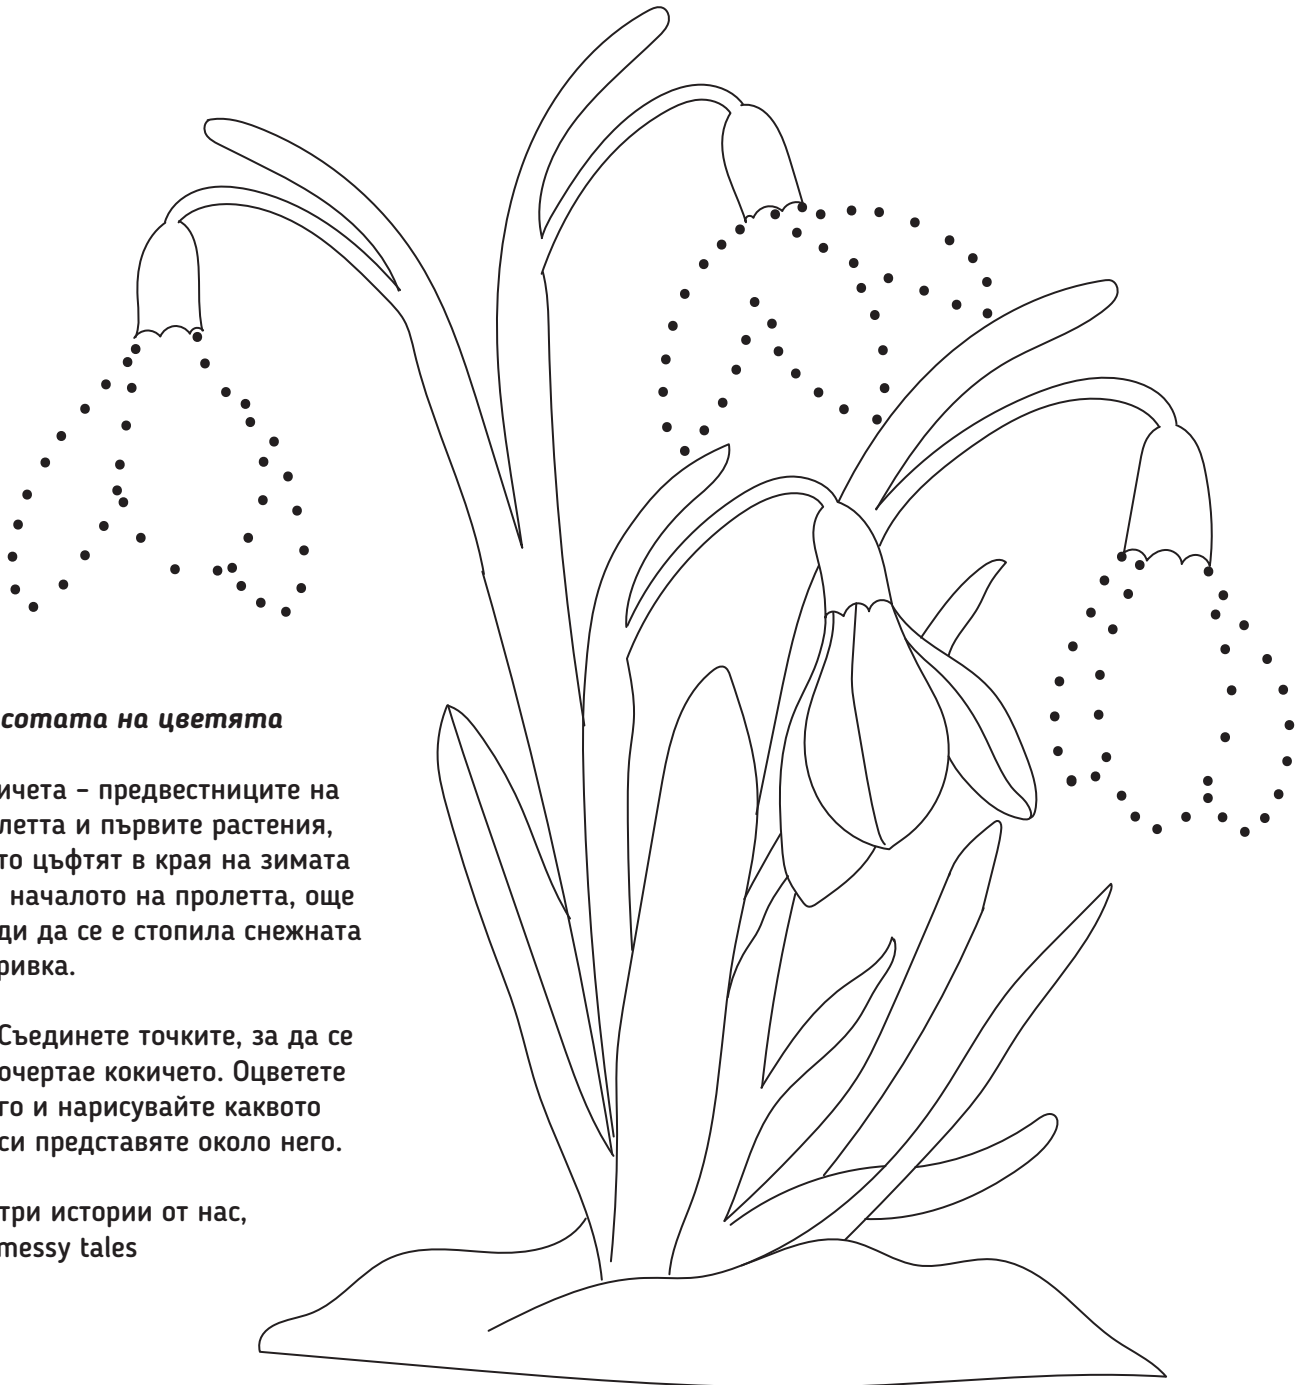 сотата на цветята
ичета – предвестниците на
летта и първите растения,
то цъфтят в края на зимата
началото на пролетта, още
ди да се е стопила снежната
ривка.
Съединете точките, за да се
очертае кокичето. Оцветете
го и нарисувайте каквото
си представяте около него.
три истории от нас,
messy tales